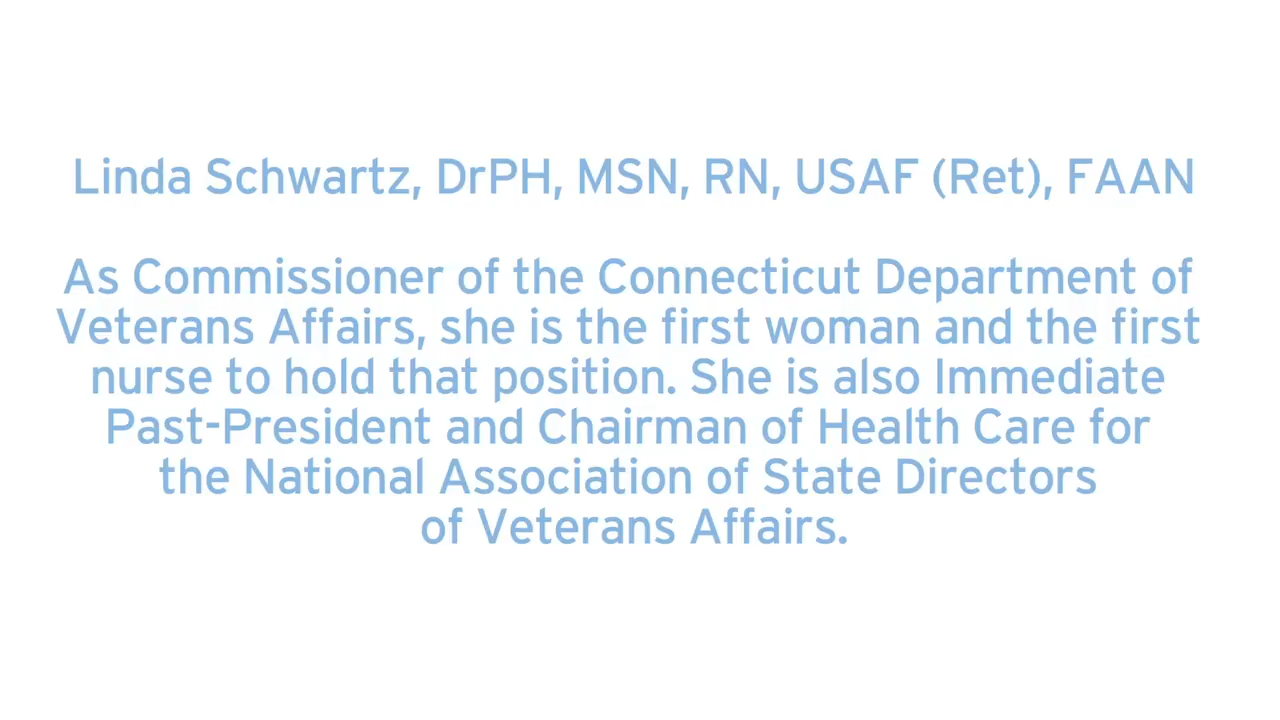 Linda Schwartz, DrPH, MSN, RN, USAF (Ret), FAAN
As Commissioner of the Connecticut Department of
Veterans Affairs, she is the first woman and the first
nurse to hold that position. She is also Immediate
Past-President and Chairman of Health Care for
the National Association of State Directors
of Veterans Affairs.